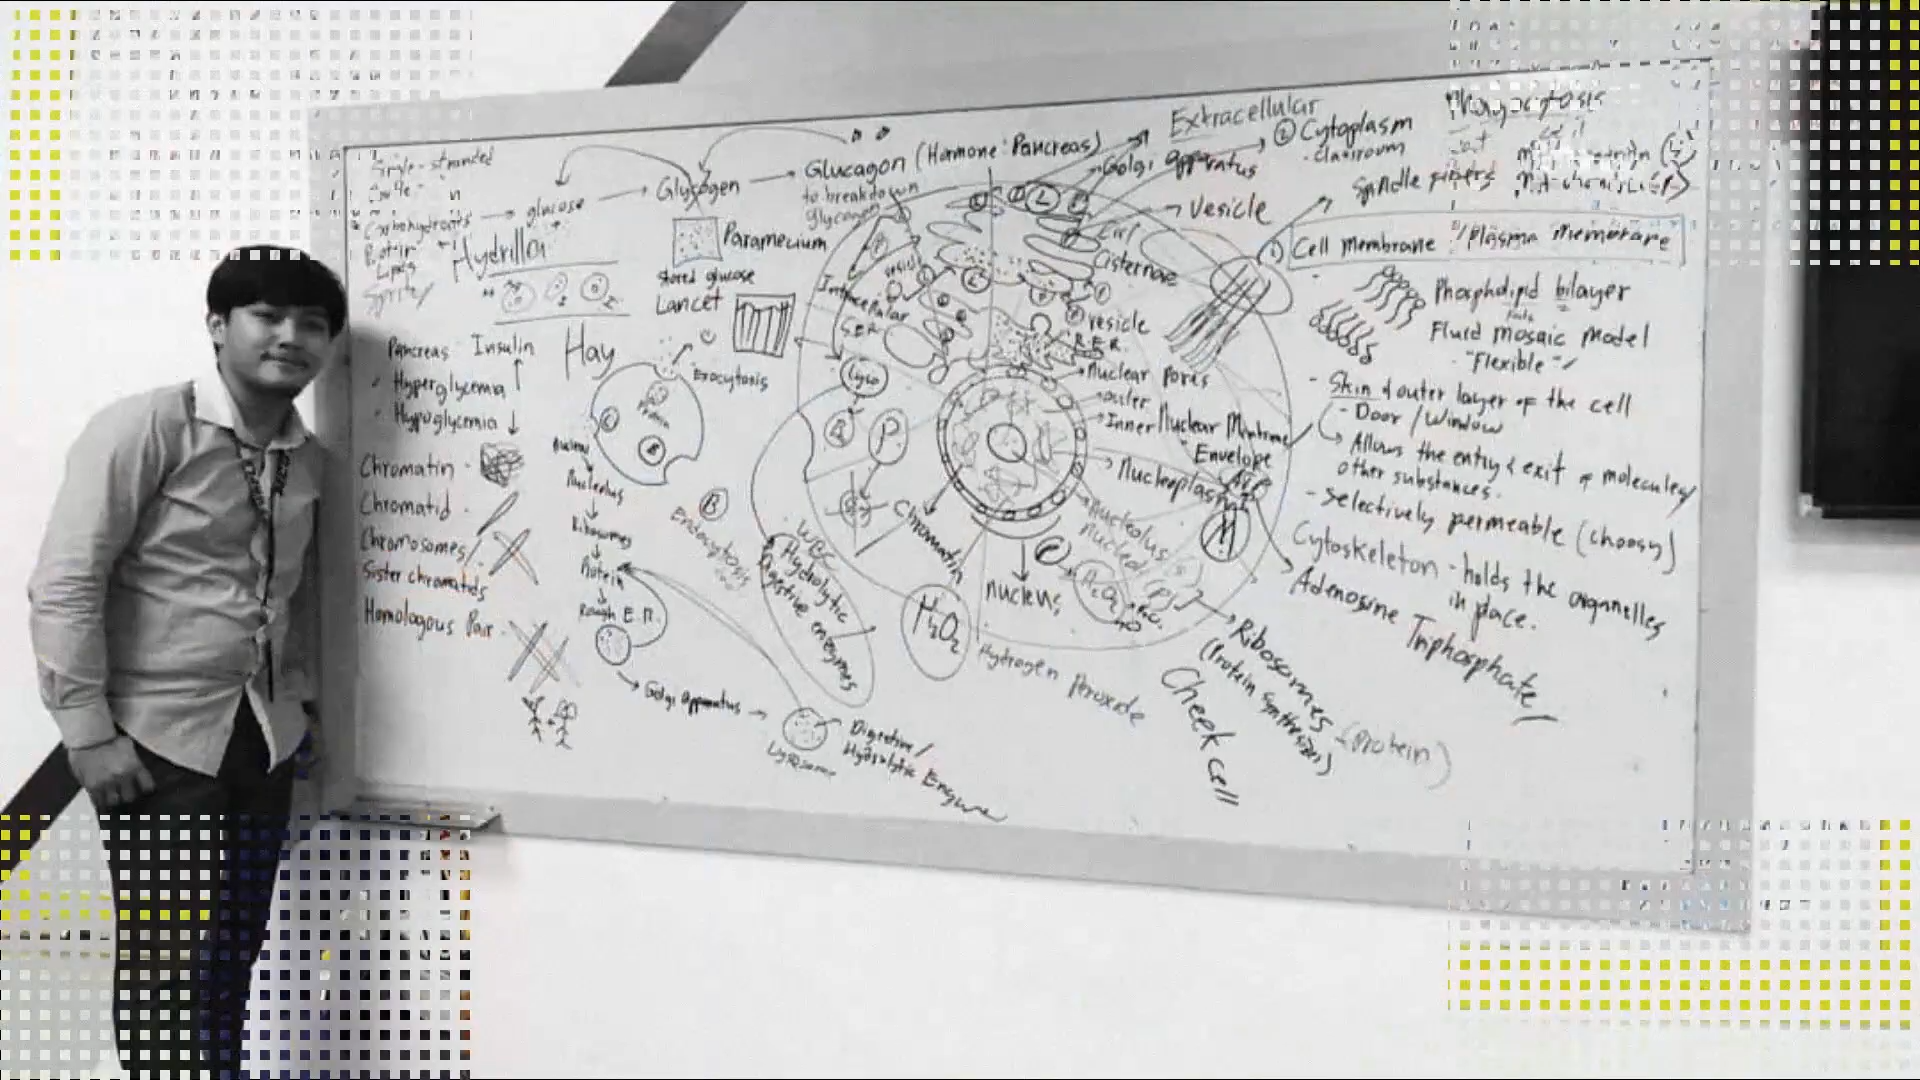 Single-stranded
Carbohydrates → glucose → Glycogen → Glucagon (Hormone: Pancreas)
to breakdown
glycogen
Protein
Lipids
Hydrilla
Paramecium
stored glucose
Lancet
Pancreas Insulin
Hyperglycemia ↑
Hypoglycemia ↓
Hay
Exocytosis
Chromatin -
Chromatid -
Chromosomes/
Sister chromatids
Homologous Pair -
Nucleolus
Ribosomes
Protein
Rough E.R.
Golgi apparatus →
Lysosome
Digestive/
Hydrolytic Enzyme
B
Endocytosis
WBC
Hydrolytic
Digestive enzymes
Extracellular
Golgi apparatus
② Cytoplasm
Vesicle
Spindle fibers
Cisternae
S.E.R.
Lyso
P
vesicle
R.E.R.
Nuclear Pores
outer
Inner Nuclear Membrane
Envelope
Nucleoplasm
Nucleolus
Chromatin
Nucleus
H₂O₂
Hydrogen Peroxide
Ribosomes - (Protein)
(Protein synthesizer)
Cheek cell
Phagocytosis
1) Cell membrane / Plasma membrane
Phospholipid bilayer
Fluid mosaic Model
- "Flexible"
- Skin & outer layer of the cell
- Door / Window
Allows the entry & exit of molecules/
other substances.
- Selectively permeable (choosy)
Cytoskeleton - holds the organelles
in place.
Adenosine Triphosphate/